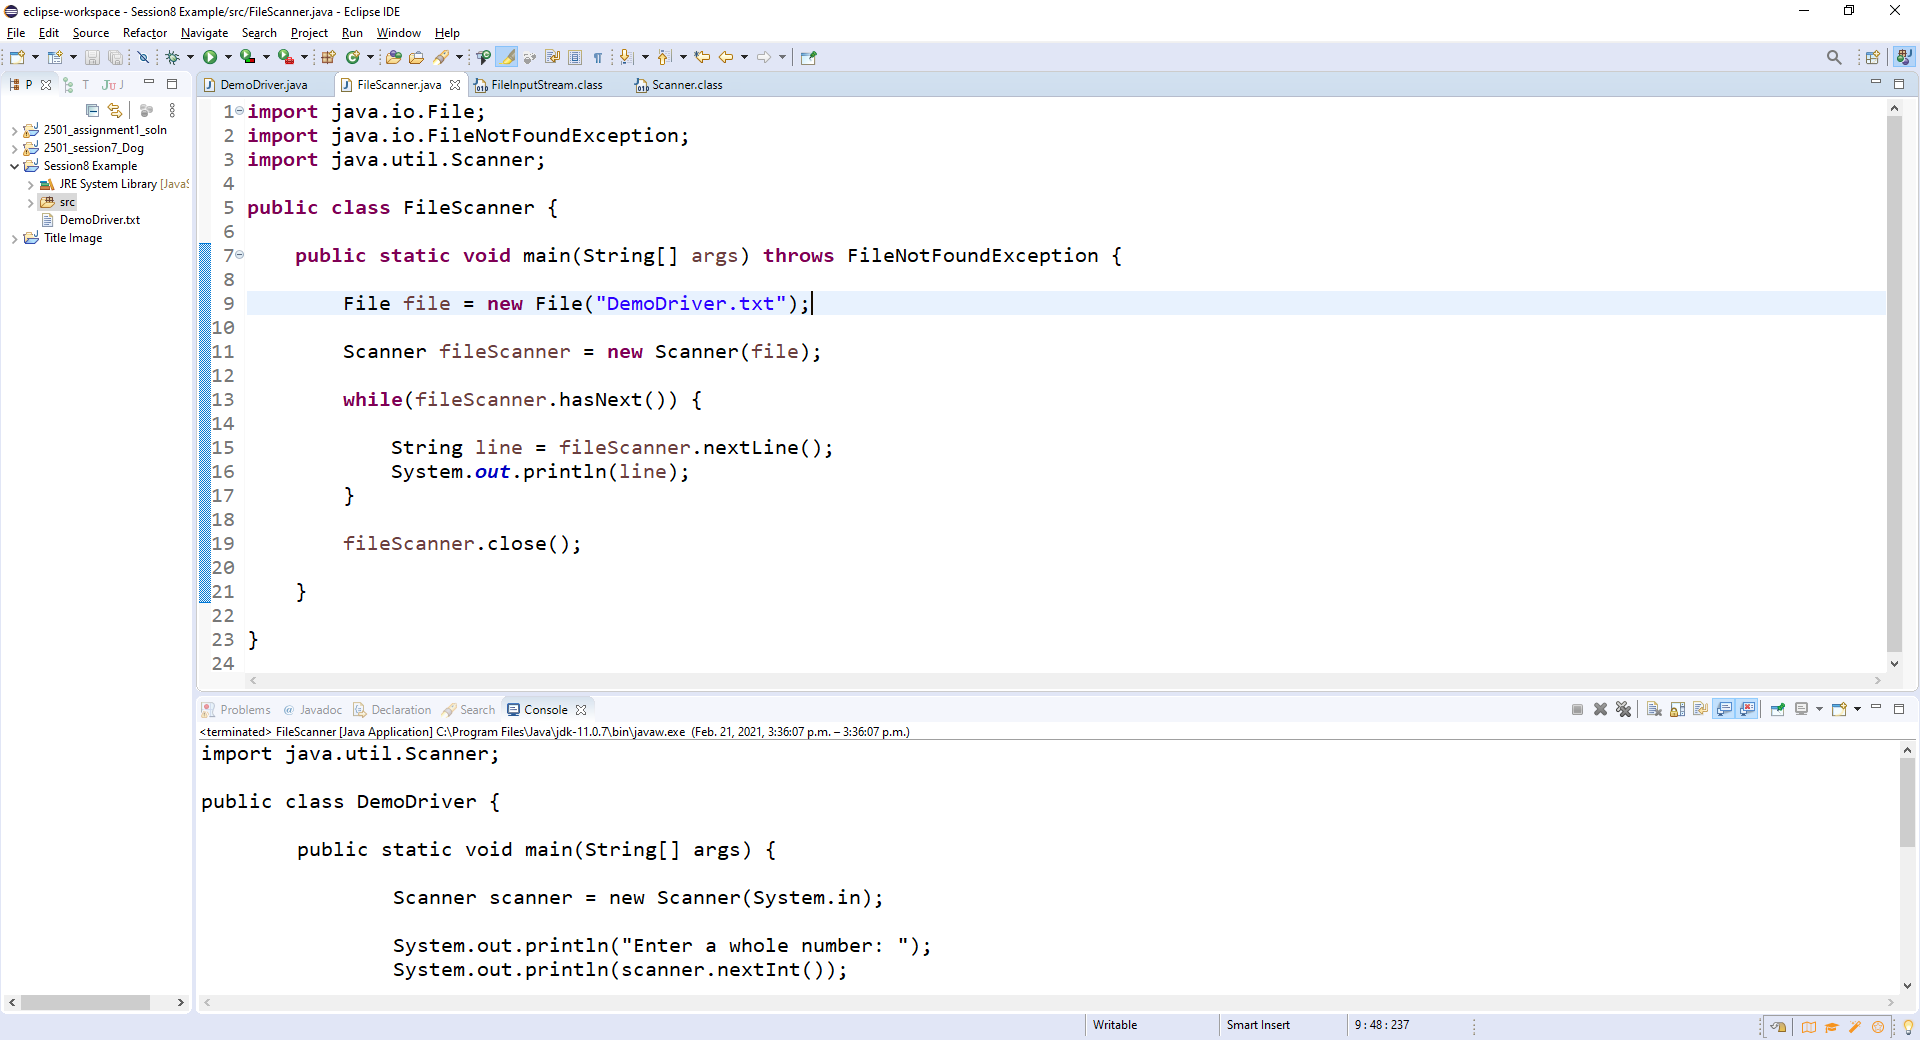 eclipse-workspace - Session8 Example/src/FileScanner.java - Eclipse IDE
File Edit Source Refactor Navigate Search Project Run Window Help
P T Ju J
DemoDriver.java FileScanner.java FileInputStream.class Scanner.class
2501_assignment1_soln
2501_session7_Dog
Session8 Example
JRE System Library [JavaS
src
DemoDriver.txt
Title Image
1 import java.io.File;
2 import java.io.FileNotFoundException;
3 import java.util.Scanner;
4
5 public class FileScanner {
6
7 public static void main(String[] args) throws FileNotFoundException {
8
9 File file = new File("DemoDriver.txt");
10
11 Scanner fileScanner = new Scanner(file);
12
13 while(fileScanner.hasNext()) {
14
15 String line = fileScanner.nextLine();
16 System.out.println(line);
17 }
18
19 fileScanner.close();
20
21 }
22
23 }
24
Problems @ Javadoc Declaration Search Console
<terminated> FileScanner [Java Application] C:\Program Files\Java\jdk-11.0.7\bin\javaw.exe (Feb. 21, 2021, 3:36:07 p.m. – 3:36:07 p.m.)
import java.util.Scanner;
public class DemoDriver {
public static void main(String[] args) {
Scanner scanner = new Scanner(System.in);
System.out.println("Enter a whole number: ");
System.out.println(scanner.nextInt());
Writable Smart Insert 9 : 48 : 237